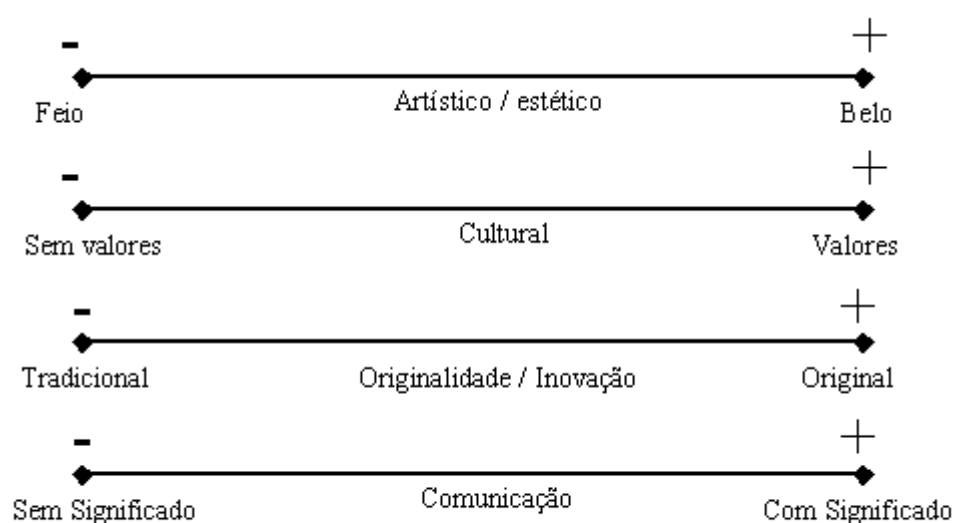 - +
Feio Artístico / estético Belo
- +
Sem valores Cultural Valores
- +
Tradicional Originalidade / Inovação Original
- +
Sem Significado Comunicação Com Significado